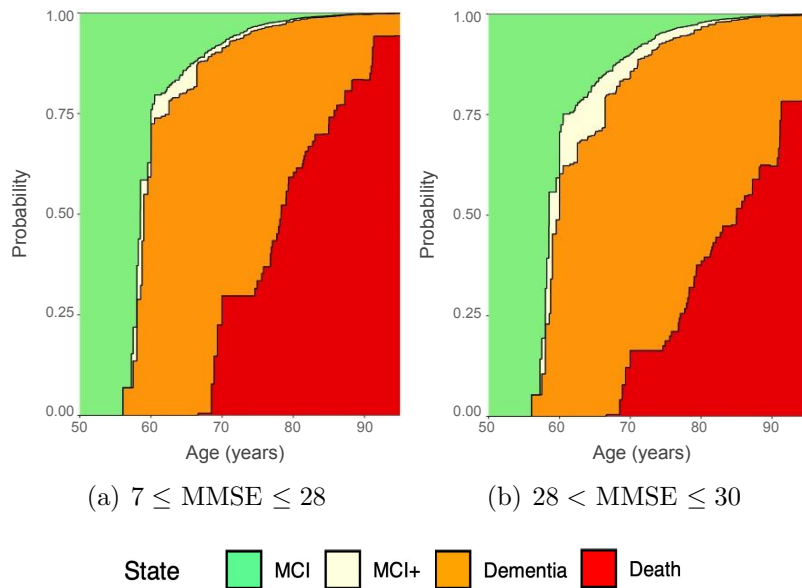 1.00
0.75
0.50
0.25
0.00
Probability
50 60 70 80 90
Age (years)
(a) 7 ≤ MMSE ≤ 28
1.00
0.75
0.50
0.25
0.00
Probability
50 60 70 80 90
Age (years)
(b) 28 < MMSE ≤ 30
State MCI MCI+ Dementia Death